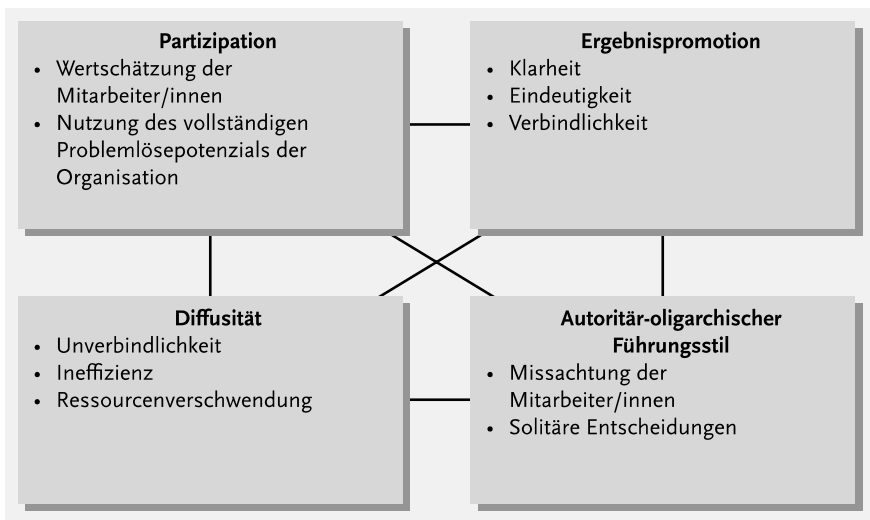 Partizipation
• Wertschätzung der
Mitarbeiter/innen
• Nutzung des vollständigen
Problemlösepotenzials der
Organisation
Ergebnispromotion
• Klarheit
• Eindeutigkeit
• Verbindlichkeit
Diffusität
• Unverbindlichkeit
• Ineffizienz
• Ressourcenverschwendung
Autoritär-oligarchischer
Führungsstil
• Missachtung der
Mitarbeiter/innen
• Solitäre Entscheidungen